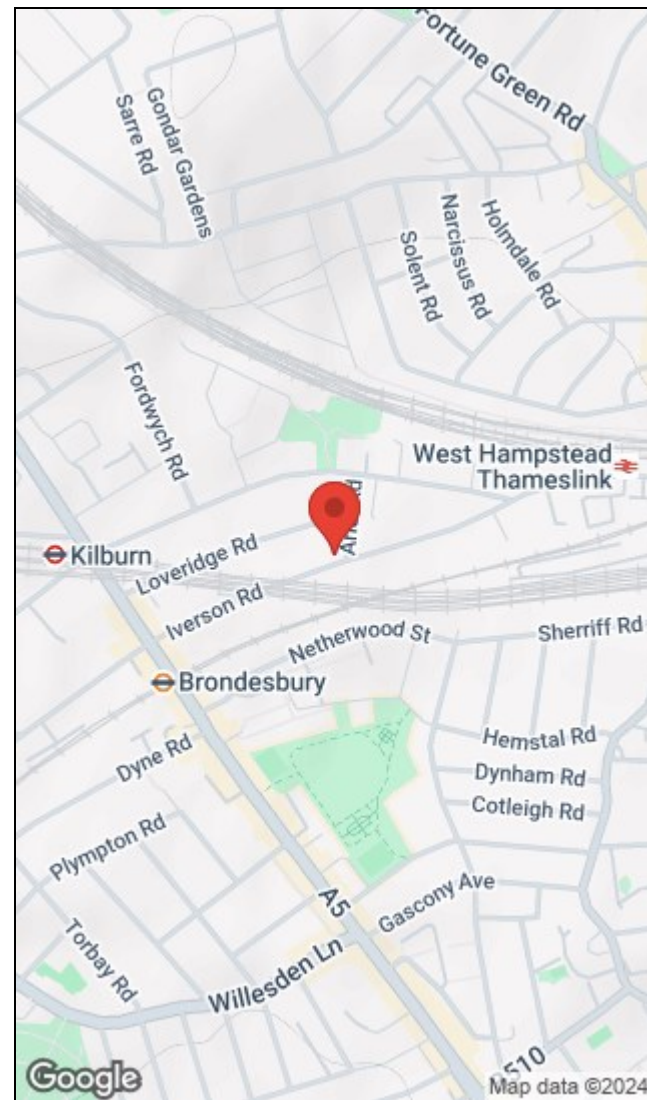 Fortune Green Rd
Sarre Rd
Gondar Gardens
Solent Rd
Narcissus Rd
Holmdale Rd
Fordwych Rd
West Hampstead
Thameslink
Kilburn
Loveridge Rd
Iverson Rd
Netherwood St
Sherriff Rd
Brondesbury
Dyne Rd
Hemstal Rd
Dynham Rd
Cotleigh Rd
Plympton Rd
A5
Gascony Ave
Torbay Rd
Willesden Ln
Google
Map data ©2024